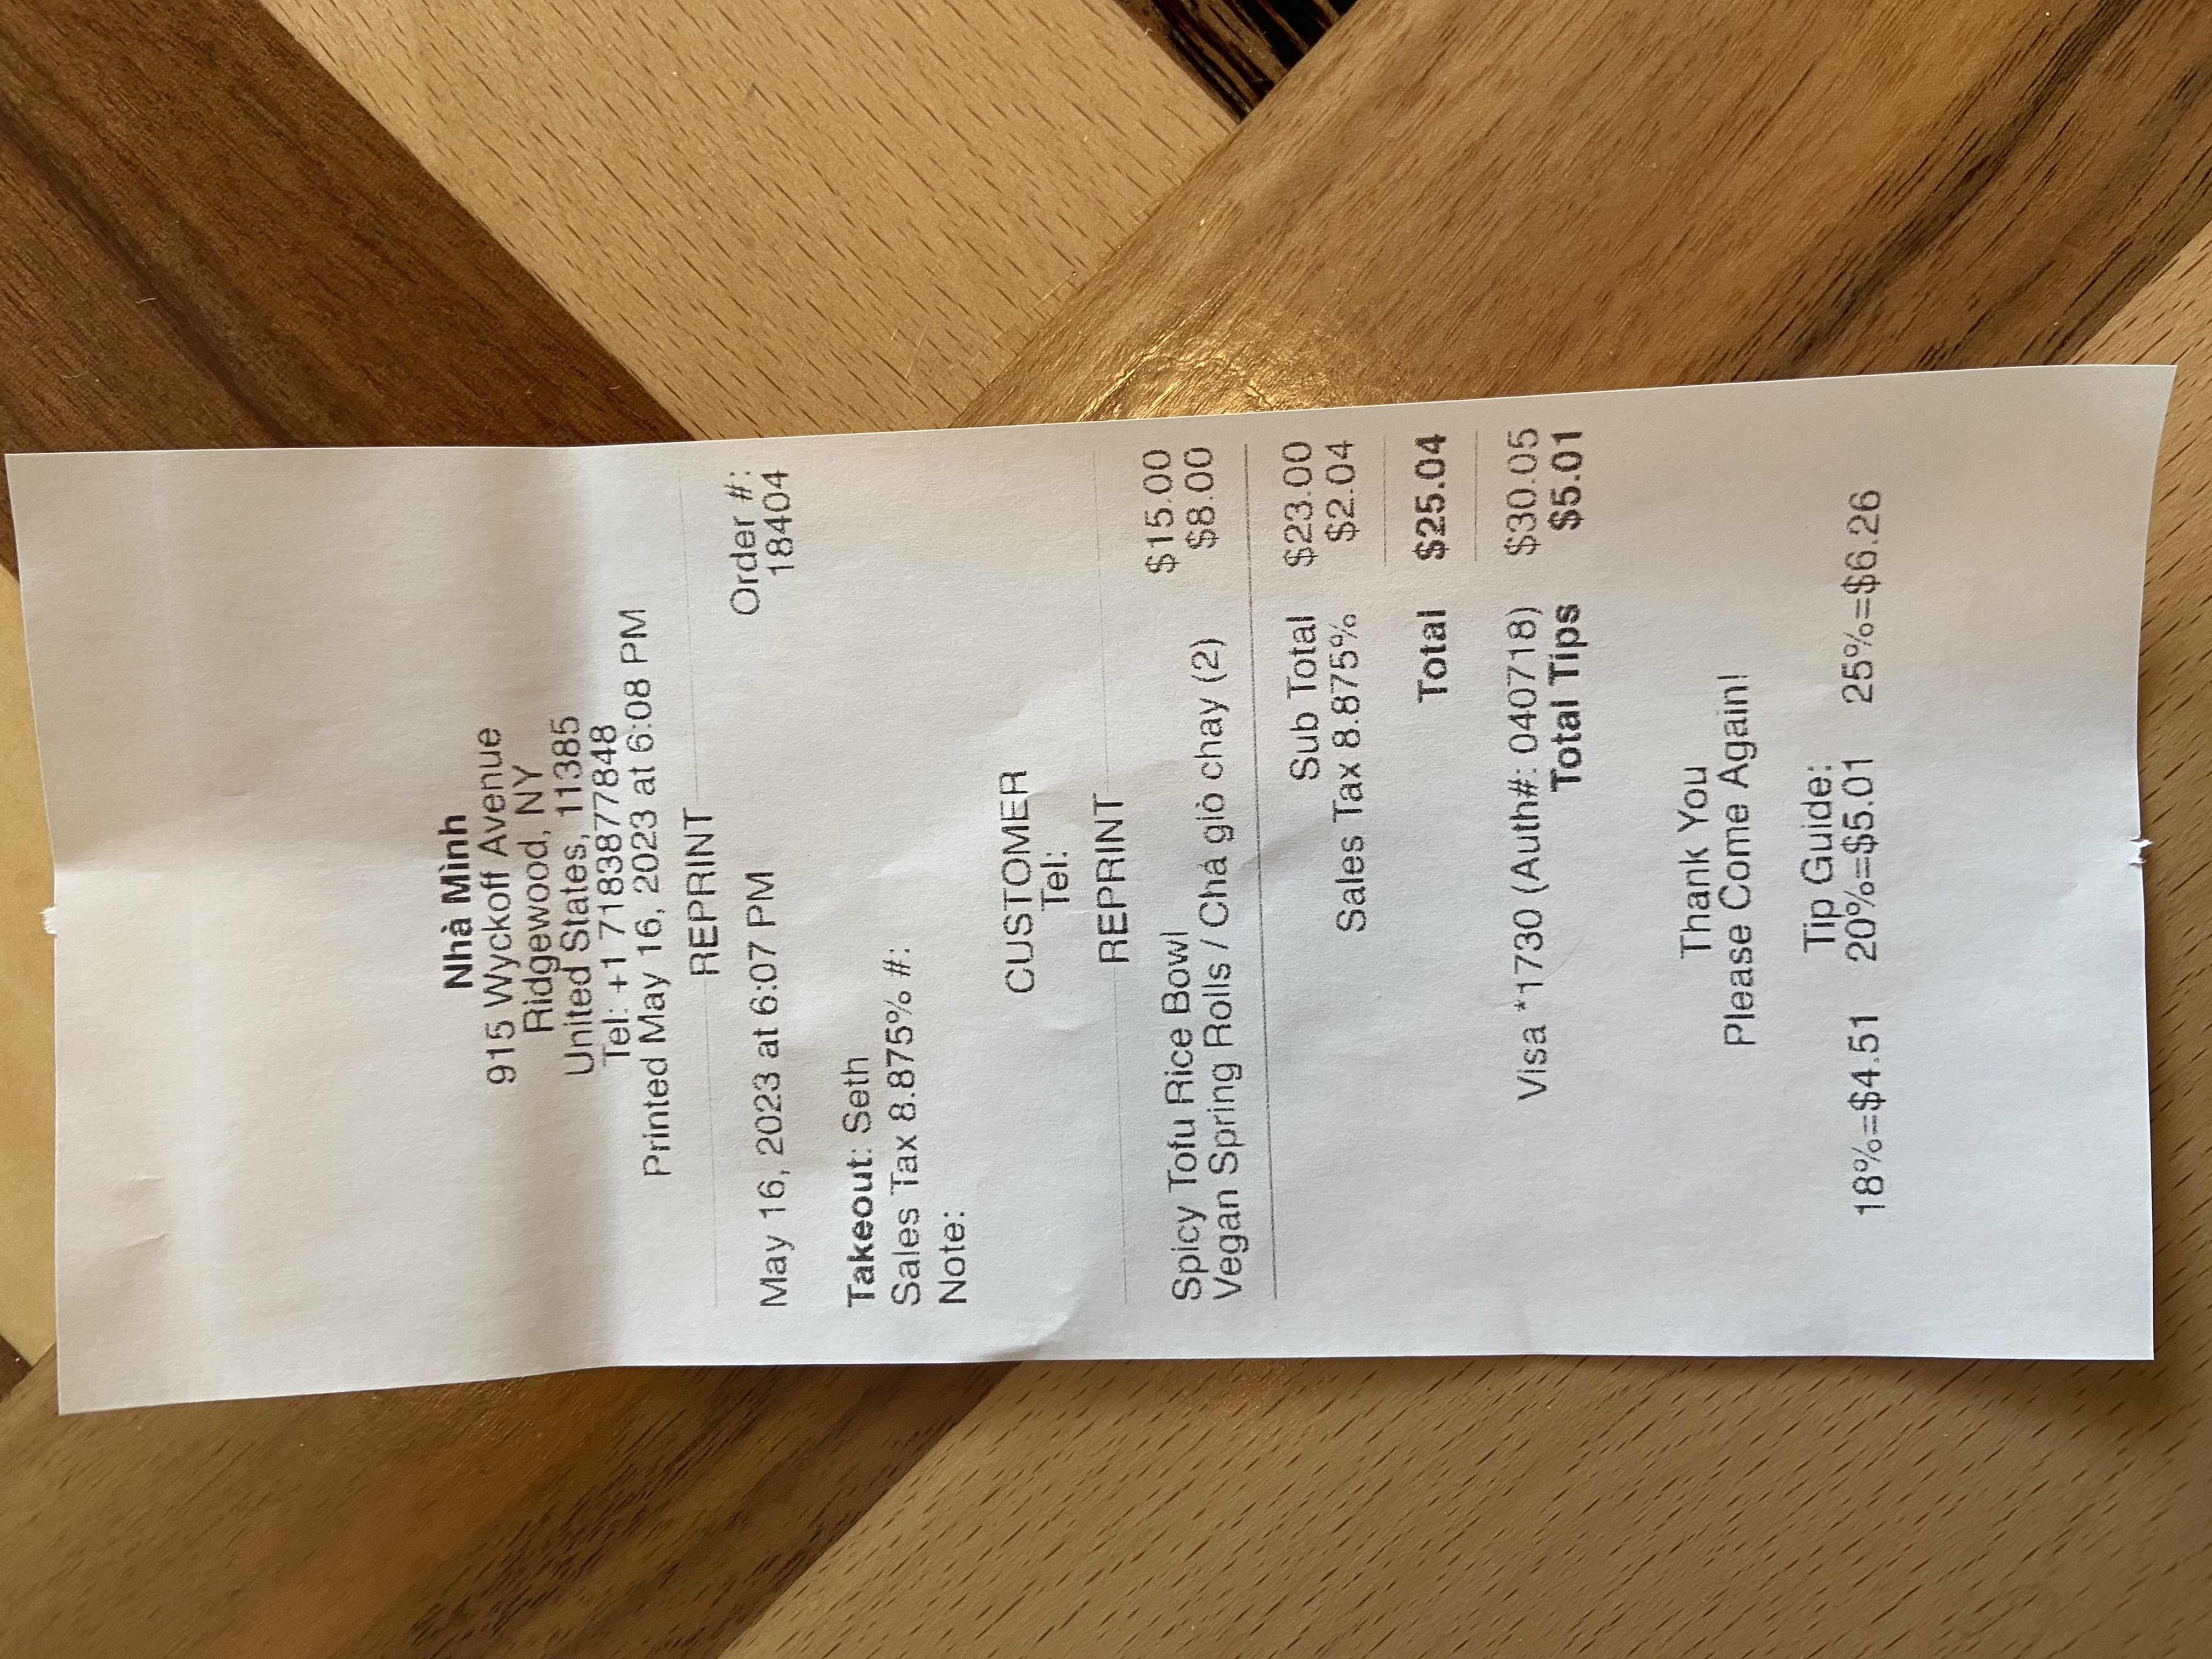 Nhà Mình
915 Wyckoff Avenue
Ridgewood, NY
United States, 11385
Tel: +1 7183877848
Printed May 16, 2023 at 6:08 PM
REPRINT
May 16, 2023 at 6:07 PM
Order #:
18404
Takeout: Seth
Sales Tax 8.875% #:
Note:
CUSTOMER
Tel:
REPRINT
Spicy Tofu Rice Bowl $15.00
Vegan Spring Rolls / Chả giò chay (2) $8.00
Sub Total $23.00
Sales Tax 8.875% $2.04
Total $25.04
Visa *1730 (Auth#: 040718) $30.05
Total Tips $5.01
Thank You
Please Come Again!
Tip Guide:
18%=$4.51 20%=$5.01 25%=$6.26